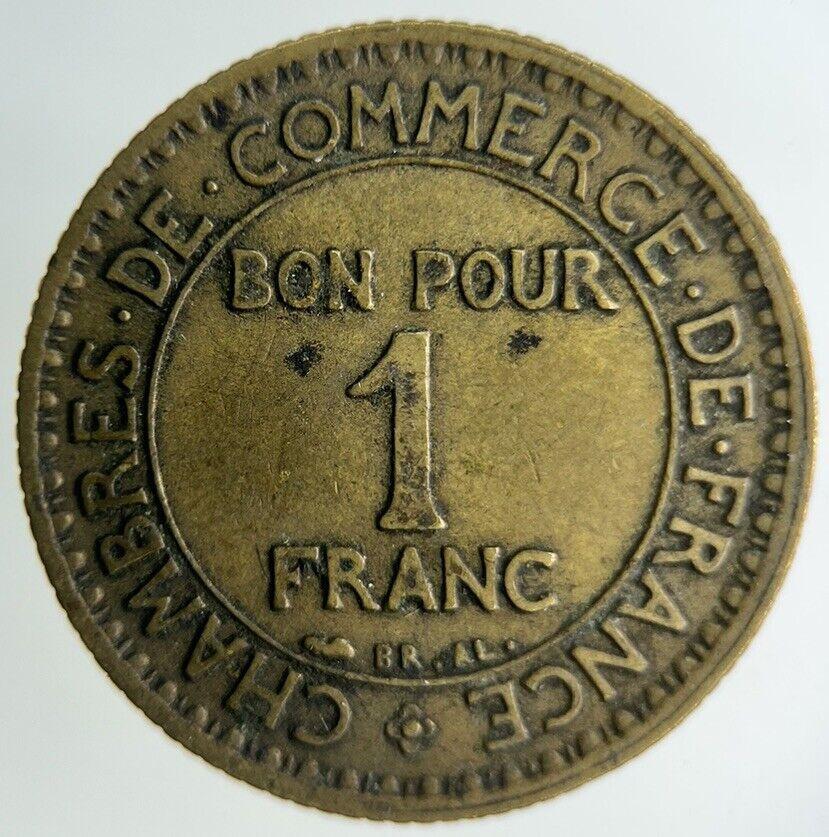 CHAMBRES·DE·COMMERCE·DE·FRANCE
BON POUR
1
FRANC
BR.AL.